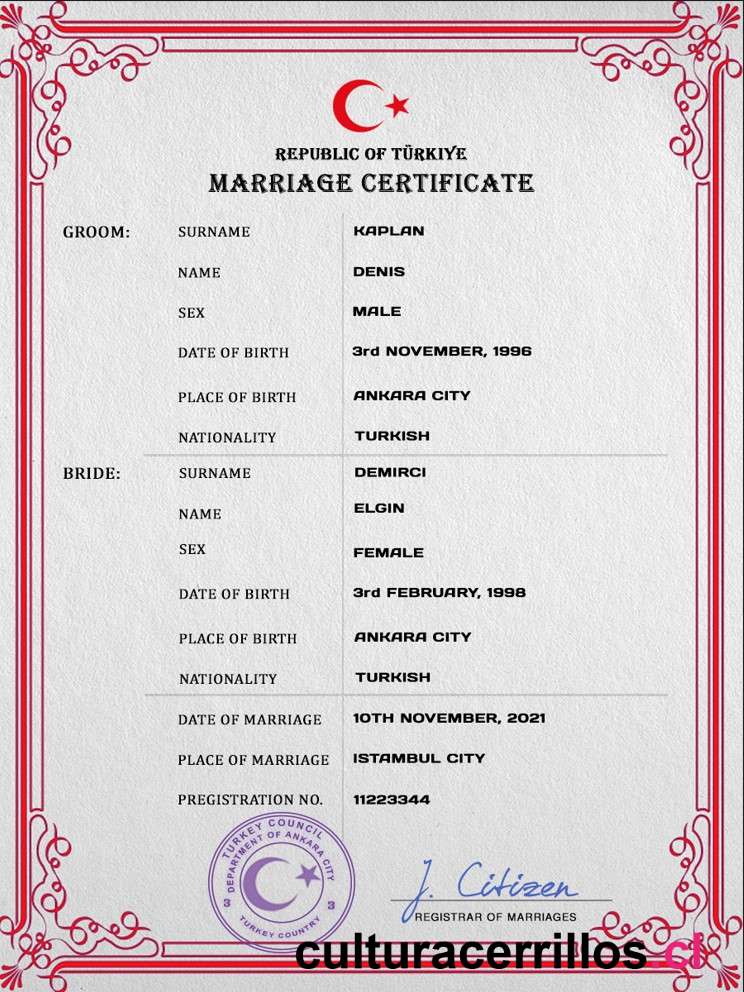 REPUBLIC OF TÜRKIYE
MARRIAGE CERTIFICATE
GROOM: SURNAME KAPLAN
NAME DENIS
SEX MALE
DATE OF BIRTH 3rd NOVEMBER, 1996
PLACE OF BIRTH ANKARA CITY
NATIONALITY TURKISH
BRIDE: SURNAME DEMIRCI
NAME ELGIN
SEX FEMALE
DATE OF BIRTH 3rd FEBRUARY, 1998
PLACE OF BIRTH ANKARA CITY
NATIONALITY TURKISH
DATE OF MARRIAGE 10TH NOVEMBER, 2021
PLACE OF MARRIAGE ISTAMBUL CITY
PREGISTRATION NO. 11223344
TURKEY COUNCIL
DEPARTMENT OF ANKARA CITY
3 3
TURKEY COUNTRY
J. Citizen
REGISTRAR OF MARRIAGES
culturacerrillos.cl